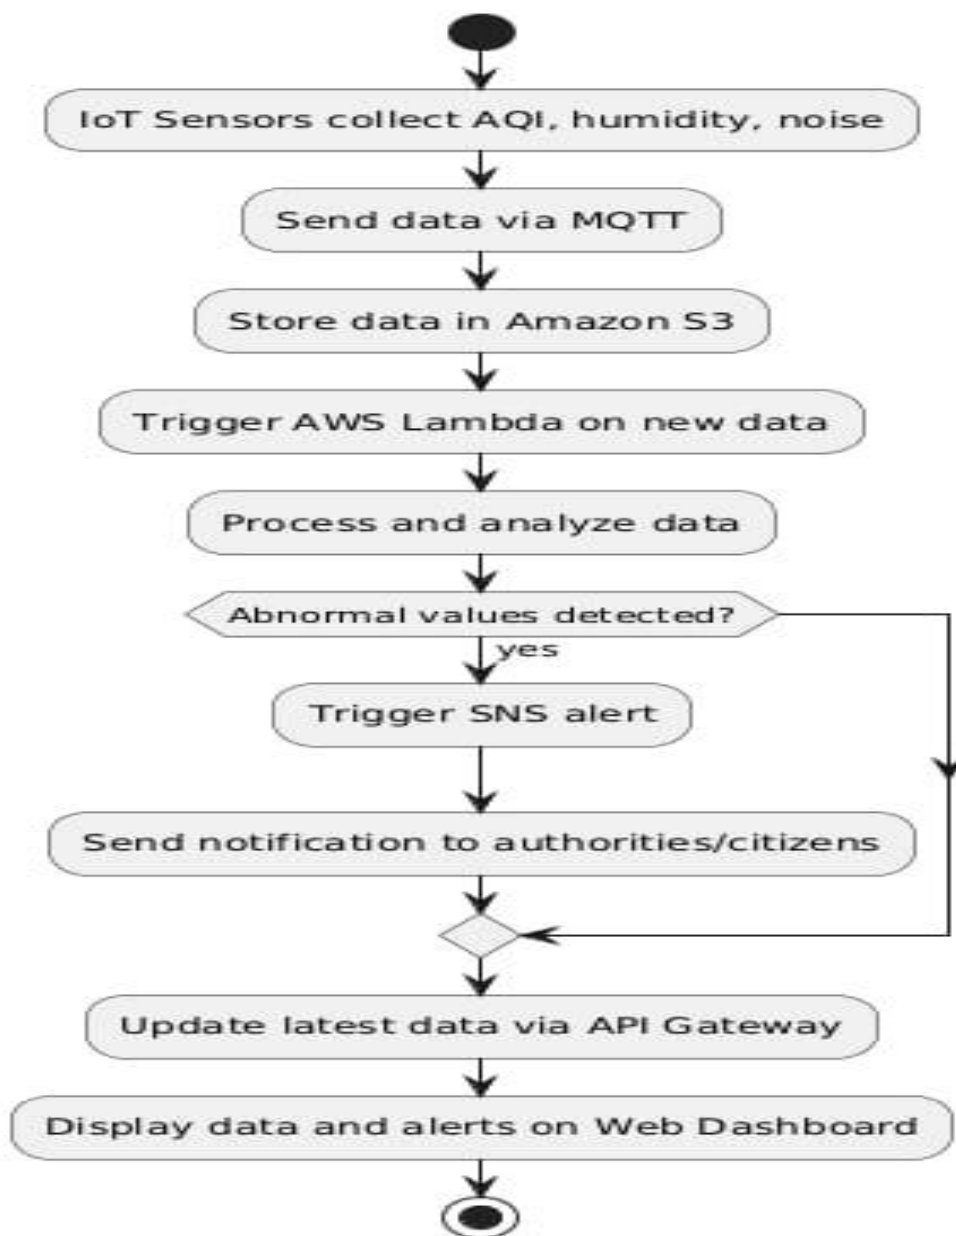 IoT Sensors collect AQI, humidity, noise
Send data via MQTT
Store data in Amazon S3
Trigger AWS Lambda on new data
Process and analyze data
Abnormal values detected?
yes
Trigger SNS alert
Send notification to authorities/citizens
Update latest data via API Gateway
Display data and alerts on Web Dashboard